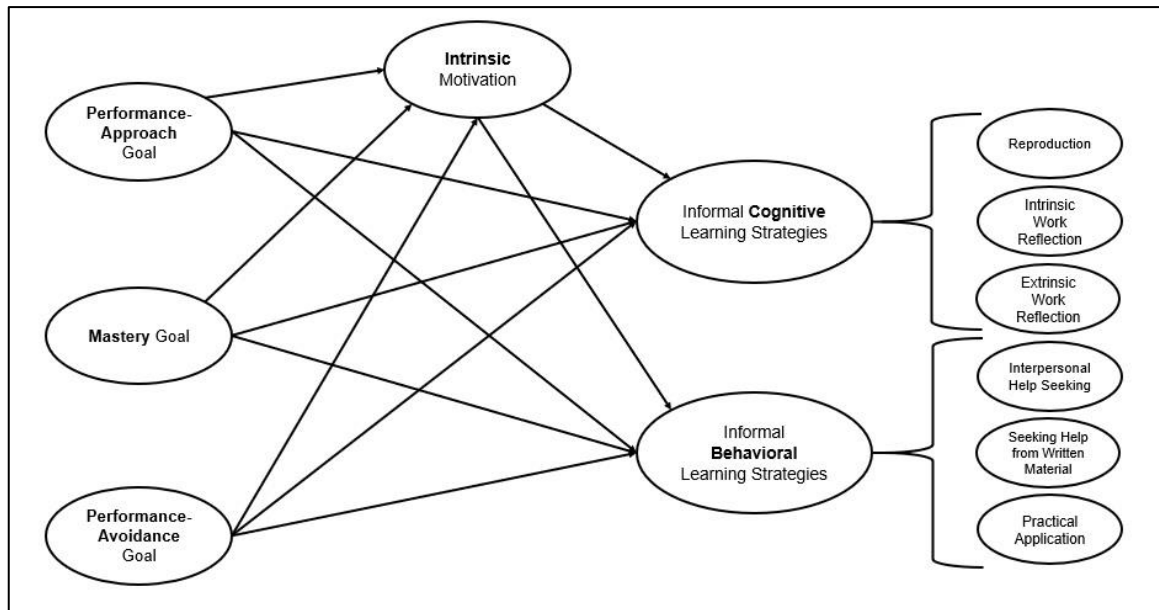 Intrinsic
Motivation
Performance-
Approach
Goal
Reproduction
Informal Cognitive
Learning Strategies
Intrinsic
Work
Reflection
Extrinsic
Work
Reflection
Mastery Goal
Interpersonal
Help Seeking
Informal
Behavioral
Learning Strategies
Seeking Help
from Written
Material
Performance-
Avoidance
Goal
Practical
Application